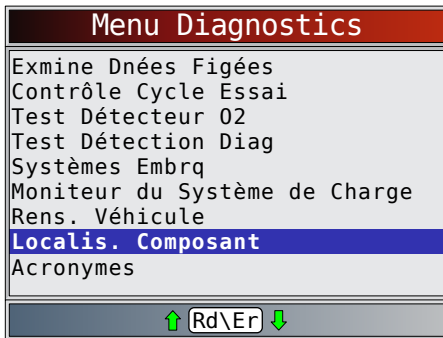 Menu Diagnostics
Exmine Dnées Figées
Contrôle Cycle Essai
Test Détecteur O2
Test Détection Diag
Systèmes Embrq
Moniteur du Système de Charge
Rens. Véhicule
Localis. Composant
Acronymes
Rd\Er